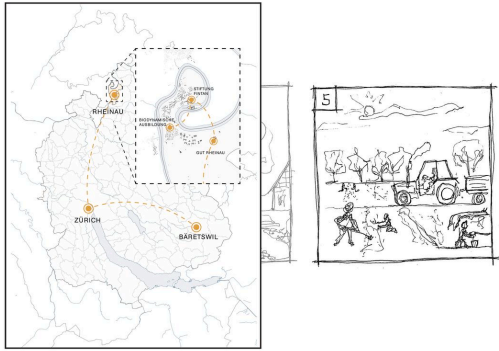 STIFTUNG
FINTAN
BIODYNAMISCHE
AUSBILDUNG
GUT RHEINAU
RHEINAU
ZÜRICH
BÄRETSWIL
5